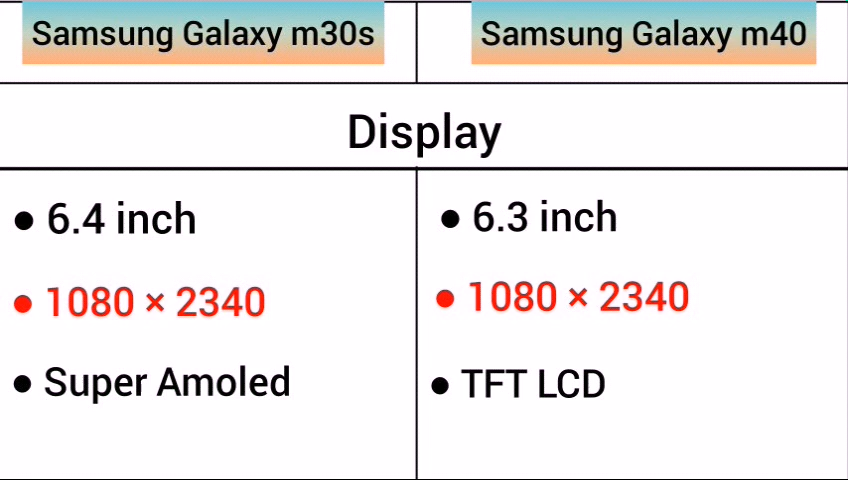 Samsung Galaxy m30s
Samsung Galaxy m40
Display
● 6.4 inch
● 6.3 inch
● 1080 × 2340
● 1080 × 2340
● Super Amoled
● TFT LCD